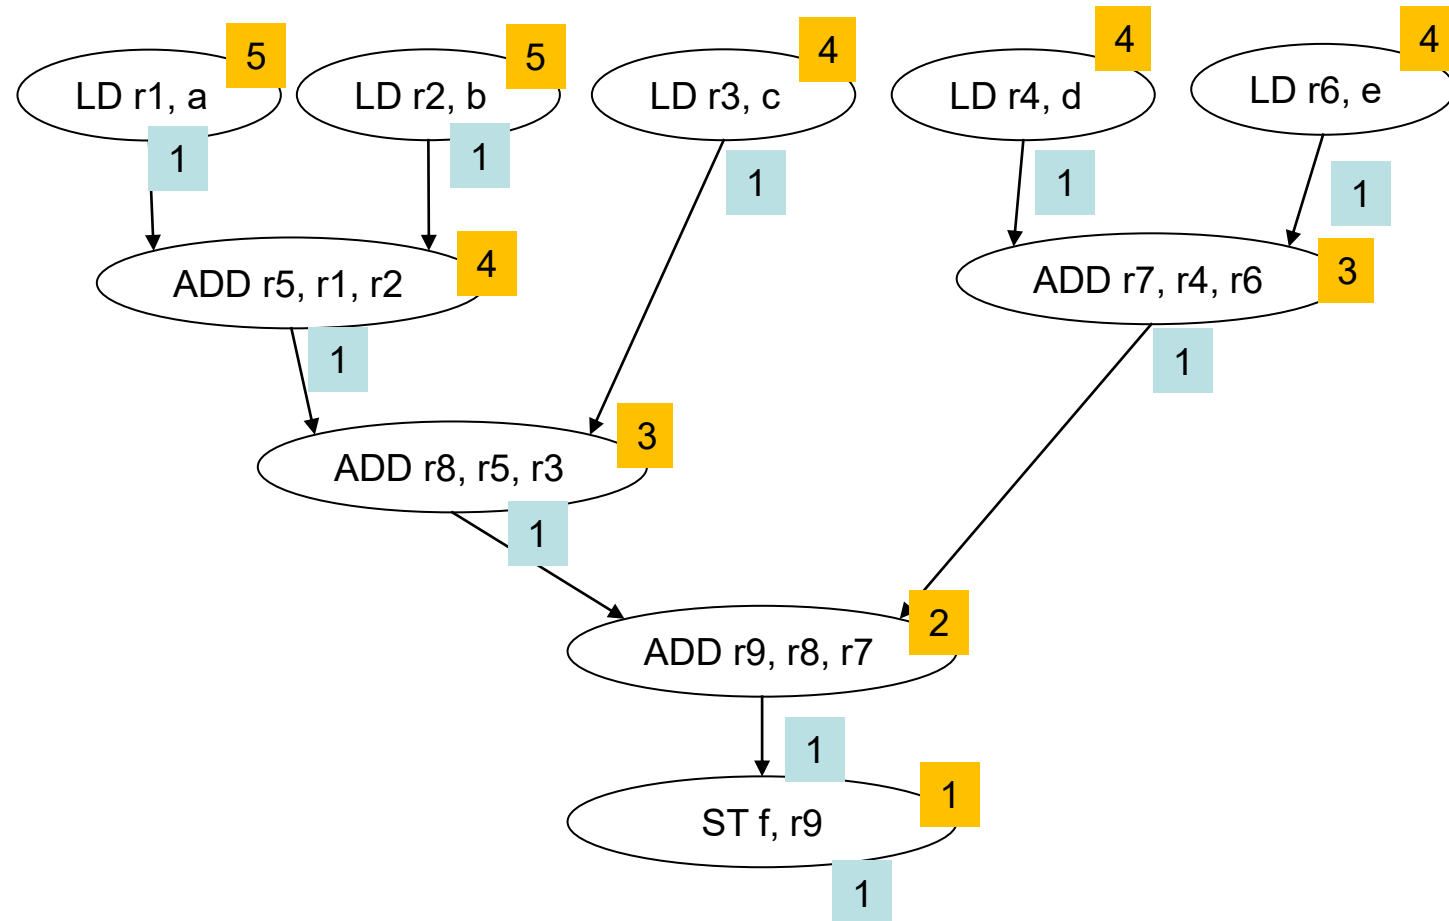 5
5
4
4
4
LD r1, a
LD r2, b
LD r3, c
LD r4, d
LD r6, e
1
1
1
1
1
4
3
ADD r5, r1, r2
ADD r7, r4, r6
1
1
3
ADD r8, r5, r3
1
2
ADD r9, r8, r7
1
1
ST f, r9
1